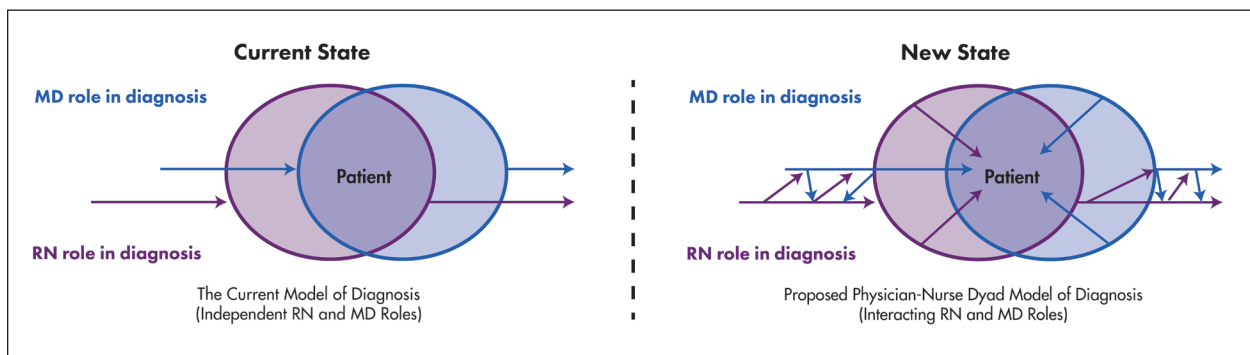 Current State
MD role in diagnosis
Patient
RN role in diagnosis
The Current Model of Diagnosis
(Independent RN and MD Roles)
New State
MD role in diagnosis
Patient
RN role in diagnosis
Proposed Physician-Nurse Dyad Model of Diagnosis
(Interacting RN and MD Roles)